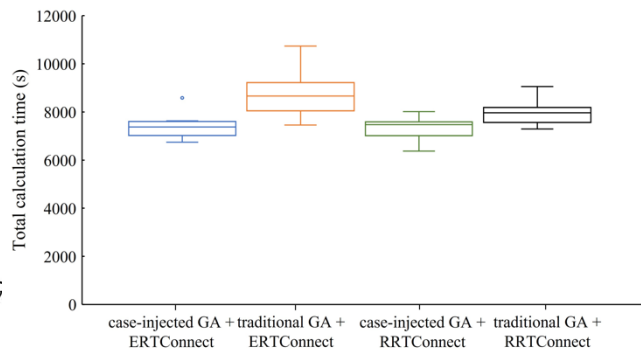 12000
10000
8000
6000
4000
2000
0
Total calculation time (s)
case-injected GA + traditional GA + case-injected GA + traditional GA +
ERTConnect ERTConnect RRTConnect RRTConnect